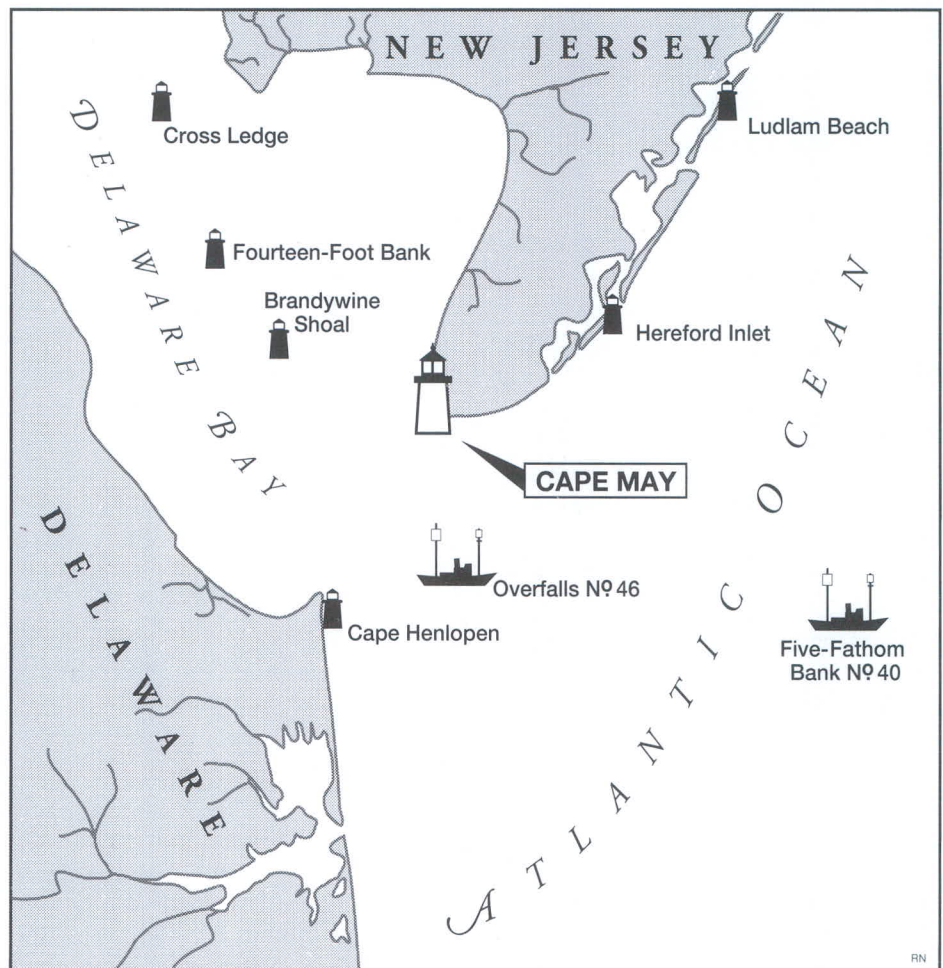 NEW JERSEY
Cross Ledge
Ludlam Beach
DELAWARE BAY
Fourteen-Foot Bank
Brandywine
Shoal
Hereford Inlet
CAPE MAY
ATLANTIC OCEAN
DELAWARE
Overfalls Nº 46
Cape Henlopen
Five-Fathom
Bank Nº 40
RN